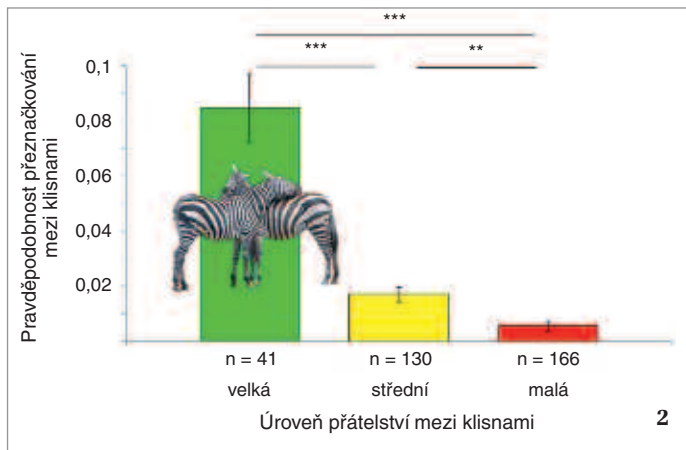 ***
***
**
0,1
0,08
0,06
0,04
0,02
Pravděpodobnost přeznačkování
mezi klisnami
n = 41
n = 130
n = 166
velká
střední
malá
Úroveň přátelství mezi klisnami
2